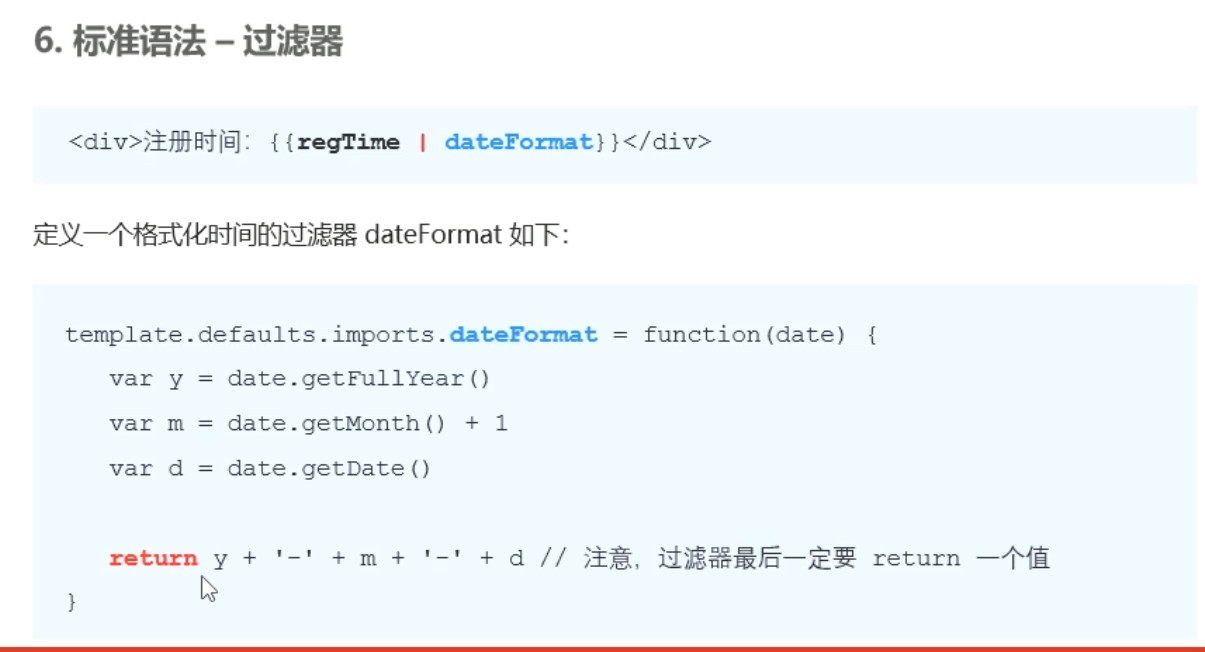 6. 标准语法 – 过滤器
<div>注册时间：{{regTime | dateFormat}}</div>
定义一个格式化时间的过滤器 dateFormat 如下：
template.defaults.imports.dateFormat = function(date) {
var y = date.getFullYear()
var m = date.getMonth() + 1
var d = date.getDate()
return y + '-' + m + '-' + d // 注意，过滤器最后一定要 return 一个值
}